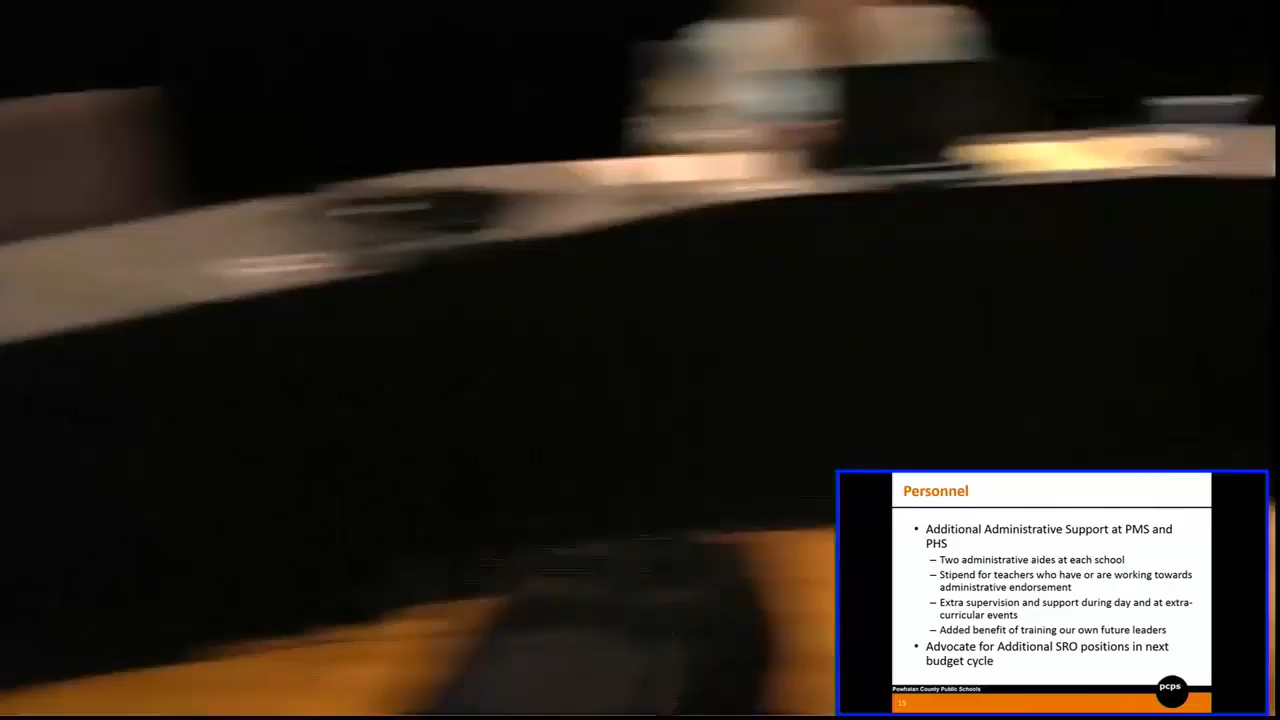 Personnel
• Additional Administrative Support at PMS and
PHS
– Two administrative aides at each school
– Stipend for teachers who have or are working towards
administrative endorsement
– Extra supervision and support during day and at extra-
curricular events
– Added benefit of training our own future leaders
• Advocate for Additional SRO positions in next
budget cycle
Powhatan County Public Schools
pcps
15